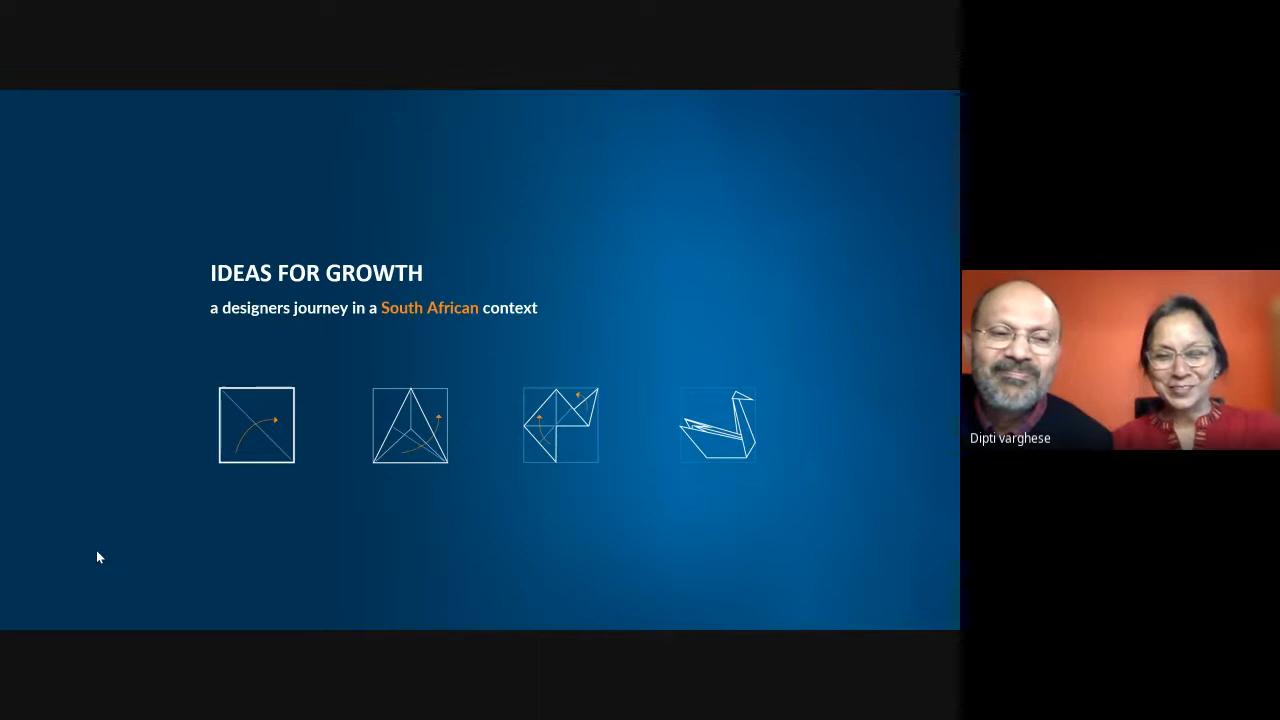 IDEAS FOR GROWTH
a designers journey in a South African context
Dipti varghese